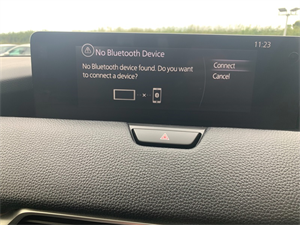 No Bluetooth Device
11:23
No Bluetooth device found. Do you want
to connect a device?
Connect
Cancel